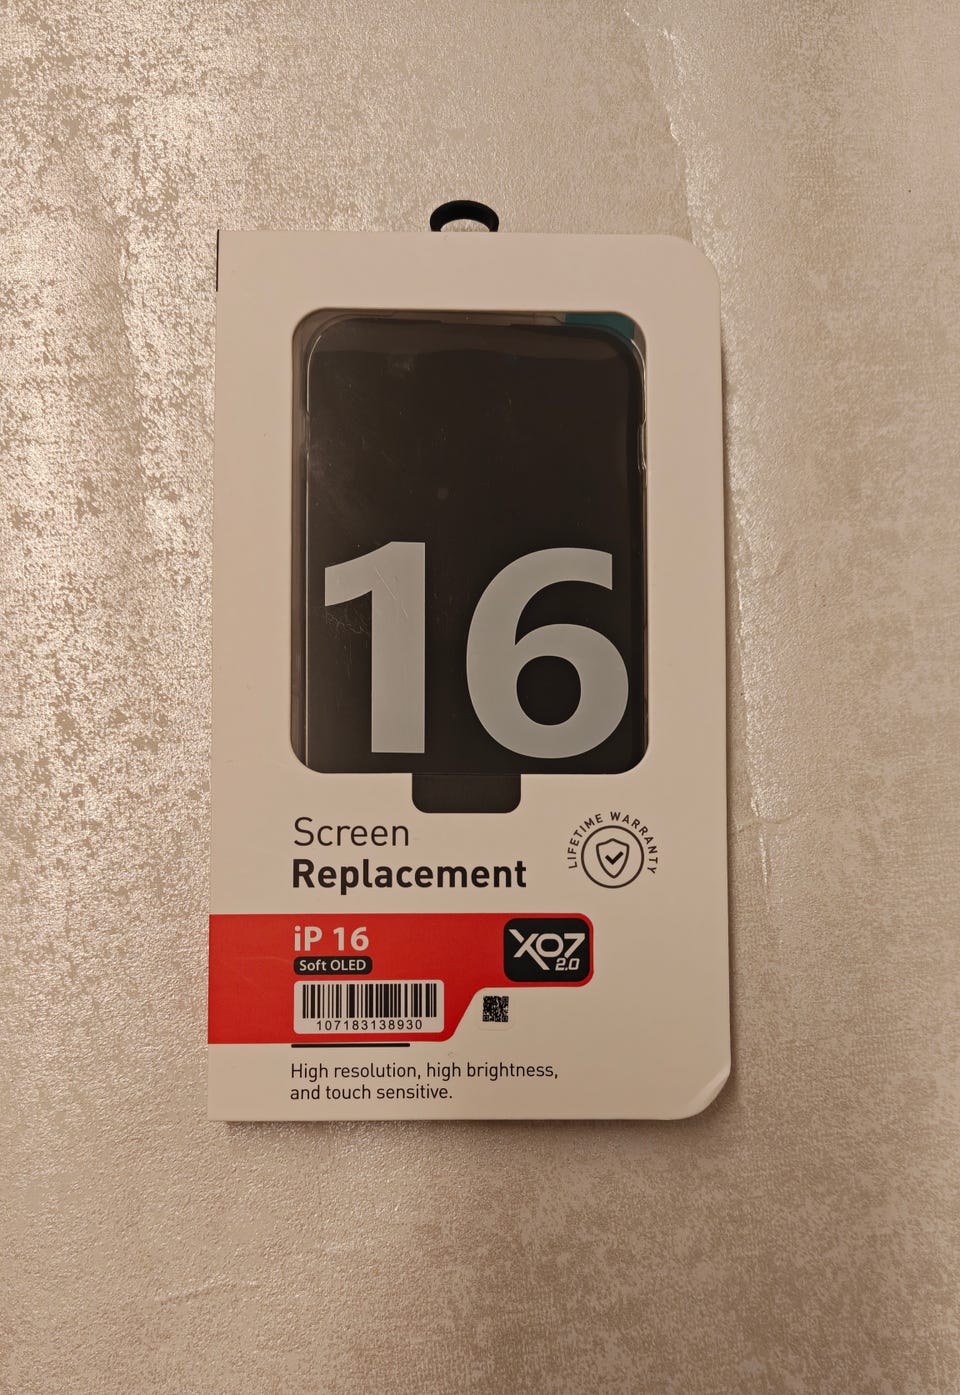 16
Screen
Replacement
LIFETIME WARRANTY
iP 16
Soft OLED
XO7
2.0
107183138930
High resolution, high brightness,
and touch sensitive.